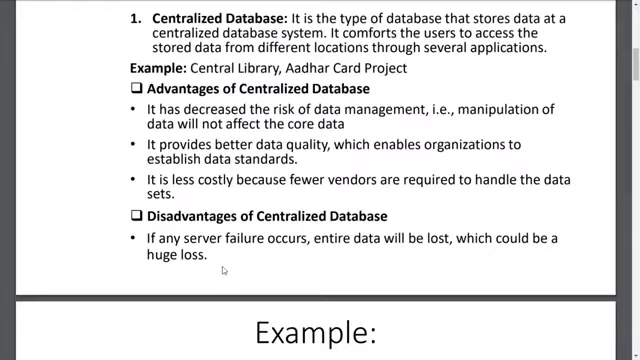 1. Centralized Database: It is the type of database that stores data at a
centralized database system. It comforts the users to access the
stored data from different locations through several applications.
Example: Central Library, Aadhar Card Project
❑ Advantages of Centralized Database
• It has decreased the risk of data management, i.e., manipulation of
data will not affect the core data
• It provides better data quality, which enables organizations to
establish data standards.
• It is less costly because fewer vendors are required to handle the data
sets.
❑ Disadvantages of Centralized Database
• If any server failure occurs, entire data will be lost, which could be a
huge loss.
Example: